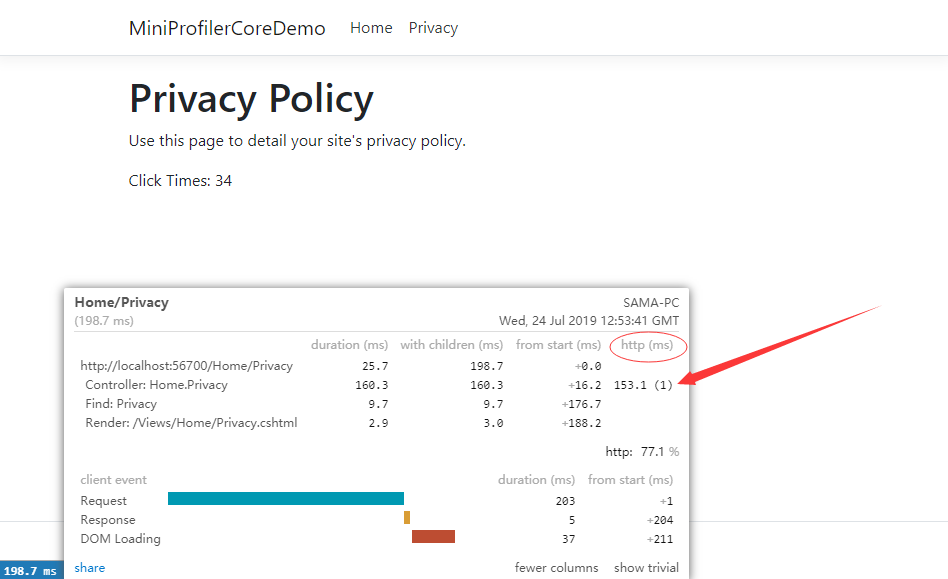 MiniProfilerCoreDemo Home Privacy
Privacy Policy
Use this page to detail your site's privacy policy.
Click Times: 34
Home/Privacy SAMA-PC
(198.7 ms) Wed, 24 Jul 2019 12:53:41 GMT
duration (ms) with children (ms) from start (ms) http (ms)
http://localhost:56700/Home/Privacy 25.7 198.7 +0.0
Controller: Home.Privacy 160.3 160.3 +16.2 153.1 (1)
Find: Privacy 9.7 9.7 +176.7
Render: /Views/Home/Privacy.cshtml 2.9 3.0 +188.2
http: 77.1 %
client event duration (ms) from start (ms)
Request 203 +1
Response 5 +204
DOM Loading 37 +211
198.7 ms share fewer columns show trivial